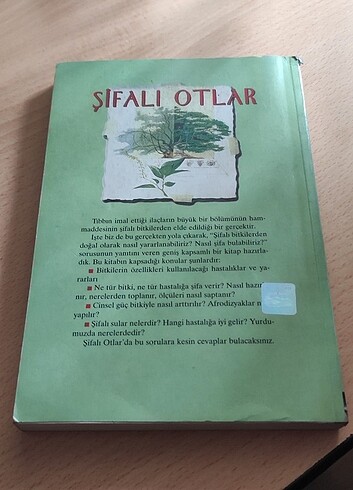 ŞİFALI OTLAR
Tıbbın imal ettiği ilaçların büyük bir bölümünün ham-
maddesinin şifalı bitkilerden elde edildiği bir gerçektir.
İşte biz de bu gerçekten yola çıkarak, "Şifalı bitkilerden
doğal olarak nasıl yararlanabiliriz? Nasıl şifa bulabiliriz?"
sorusunun yanıtını veren geniş kapsamlı bir kitap hazırla-
dık. Bu kitabın kapsadığı konular şunlardır:
■ Bitkilerin özellikleri kullanılacağı hastalıklar ve ya-
rarları
■ Ne tür bitki, ne tür hastalığa şifa verir? Nasıl
nır, nerelerden toplanır, ölçüleri nasıl saptanır?
■ Cinsel güç bitkiyle nasıl arttırılır? Afrodizyaklar
yapılır?
■ Şifalı sular nelerdir? Hangi hastalığa iyi gelir? Yurdu-
muzda nerelerdedir?
Şifalı Otlar'da bu sorulara kesin cevaplar bulacaksınız.